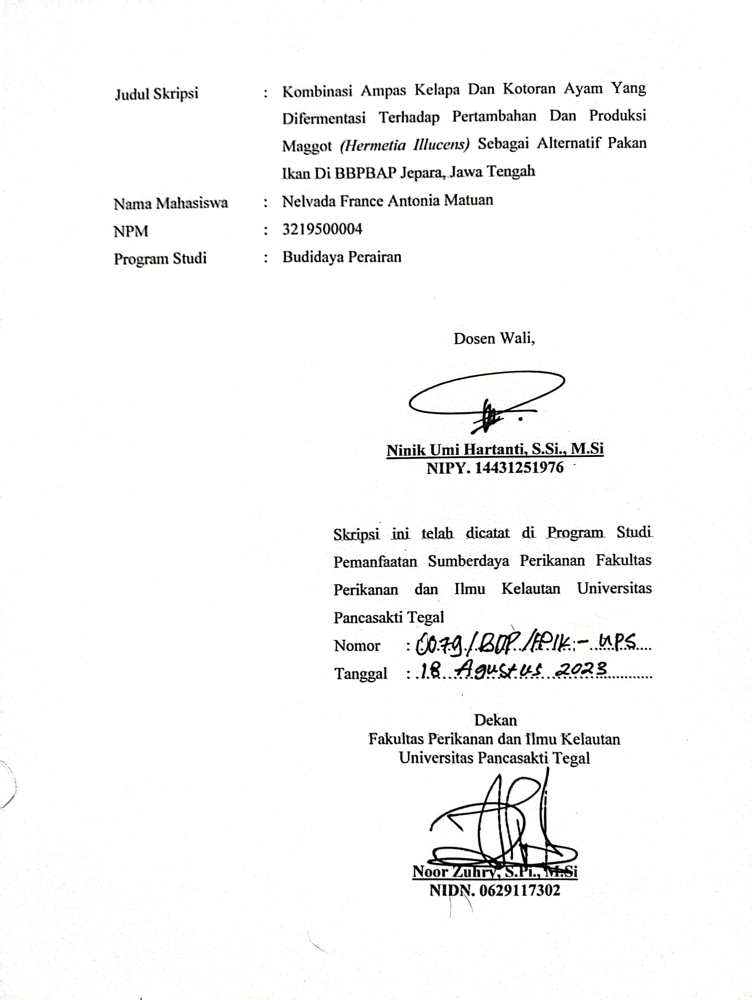 Judul Skripsi : Kombinasi Ampas Kelapa Dan Kotoran Ayam Yang
Difermentasi Terhadap Pertambahan Dan Produksi
Maggot (Hermetia Illucens) Sebagai Alternatif Pakan
Ikan Di BBPBAP Jepara, Jawa Tengah
Nama Mahasiswa : Nelvada France Antonia Matuan
NPM : 3219500004
Program Studi : Budidaya Perairan
Dosen Wali,
Ninik Umi Hartanti, S.Si., M.Si
NIPY. 14431251976
Skripsi ini telah dicatat di Program Studi
Pemanfaatan Sumberdaya Perikanan Fakultas
Perikanan dan Ilmu Kelautan Universitas
Pancasakti Tegal
Nomor : 0079/BDP/FPIK - UPS
Tanggal : 18 Agustus 2023
Dekan
Fakultas Perikanan dan Ilmu Kelautan
Universitas Pancasakti Tegal
Noor Zuhry, S.Pi., M.Si
NIDN. 0629117302